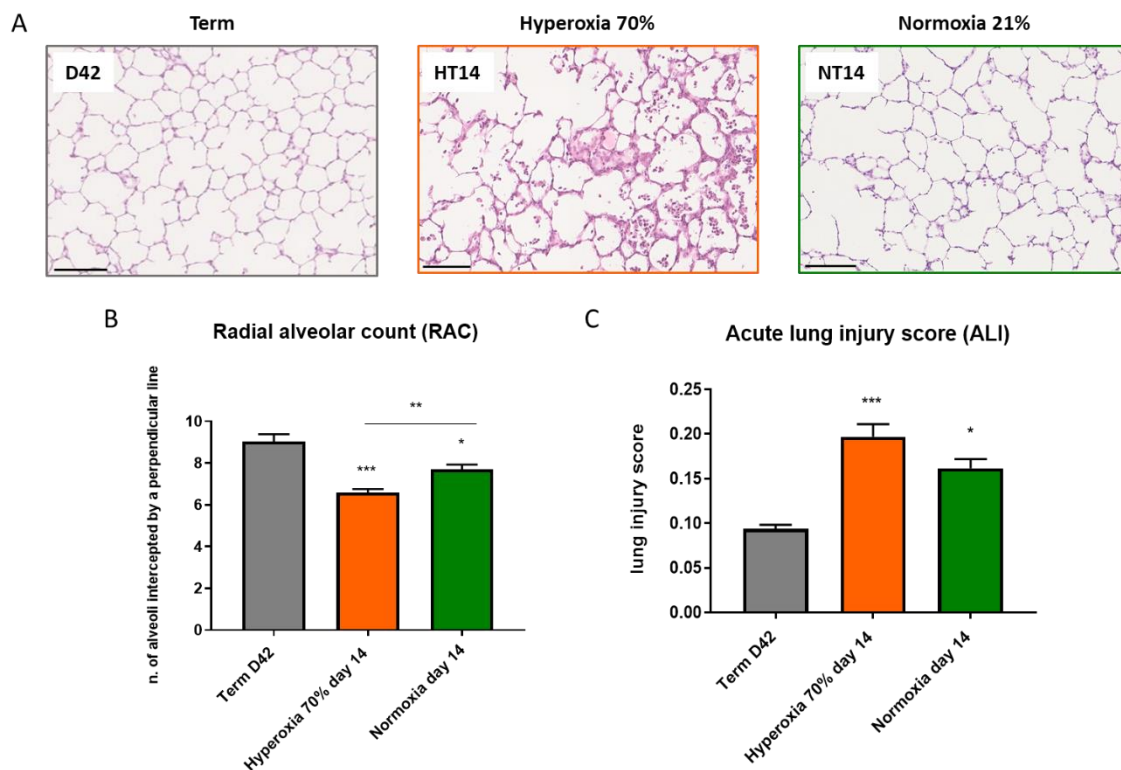 A
Term
Hyperoxia 70%
Normoxia 21%
D42
HT14
NT14
B
Radial alveolar count (RAC)
n. of alveoli intercepted by a perpendicular line
10
8
6
4
2
0
***
**
*
Term D42
Hyperoxia 70% day 14
Normoxia day 14
C
Acute lung injury score (ALI)
lung injury score
0.25
0.20
0.15
0.10
0.05
0.00
***
*
Term D42
Hyperoxia 70% day 14
Normoxia day 14